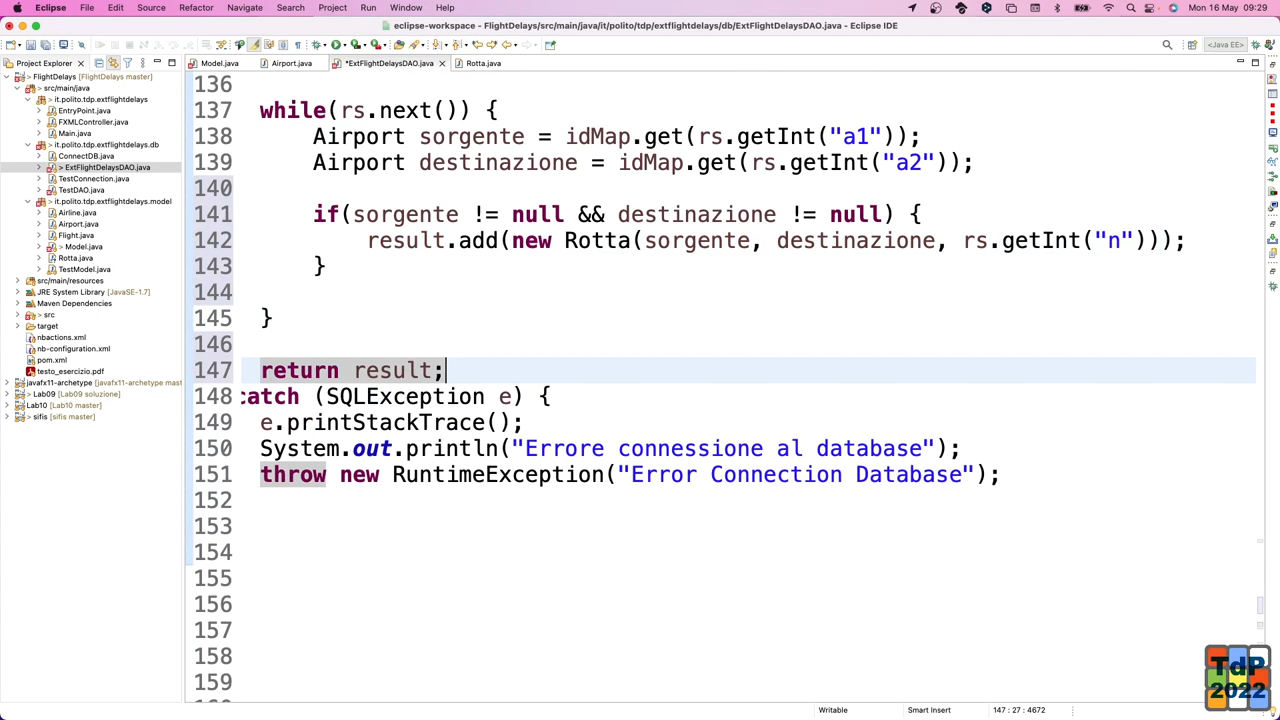 Eclipse File Edit Source Refactor Navigate Search Project Run Window Help Mon 16 May 09:29
eclipse-workspace - FlightDelays/src/main/java/it/polito/tdp/extflightdelays/db/ExtFlightDelaysDAO.java - Eclipse IDE
<Java EE>
Project Explorer
Model.java Airport.java *ExtFlightDelaysDAO.java Rotta.java
FlightDelays [FlightDelays master]
src/main/java
it.polito.tdp.extflightdelays
EntryPoint.java
FXMLController.java
Main.java
it.polito.tdp.extflightdelays.db
ConnectDB.java
> ExtFlightDelaysDAO.java
TestConnection.java
TestDAO.java
it.polito.tdp.extflightdelays.model
Airline.java
Airport.java
Flight.java
> Model.java
Rotta.java
TestModel.java
src/main/resources
JRE System Library [JavaSE-1.7]
Maven Dependencies
> src
target
nbactions.xml
nb-configuration.xml
pom.xml
testo_esercizio.pdf
javafx11-archetype [javafx11-archetype mast
> Lab09 [Lab09 soluzione]
Lab10 [Lab10 master]
> sifis [sifis master]
136
137 while(rs.next()) {
138 Airport sorgente = idMap.get(rs.getInt("a1"));
139 Airport destinazione = idMap.get(rs.getInt("a2"));
140
141 if(sorgente != null && destinazione != null) {
142 result.add(new Rotta(sorgente, destinazione, rs.getInt("n")));
143 }
144
145 }
146
147 return result;
148 catch (SQLException e) {
149 e.printStackTrace();
150 System.out.println("Errore connessione al database");
151 throw new RuntimeException("Error Connection Database");
152
153
154
155
156
157
158
159
TdP
2022
Writable Smart Insert 147 : 27 : 4672